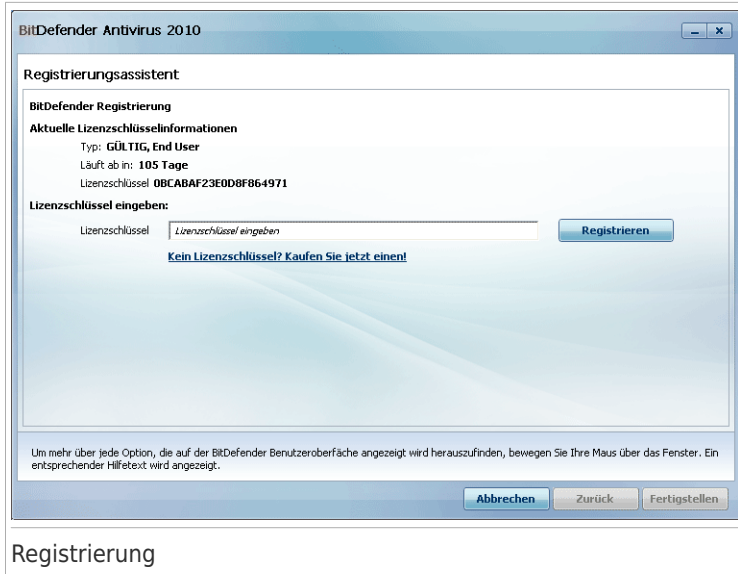 BitDefender Antivirus 2010
Registrierungsassistent
BitDefender Registrierung
Aktuelle Lizenzschlüsselinformationen
Typ: GÜLTIG, End User
Läuft ab in: 105 Tage
Lizenzschlüssel 0BCABAF23E0D8F864971
Lizenzschlüssel eingeben:
Lizenzschlüssel Lizenzschlüssel eingeben Registrieren
Kein Lizenzschlüssel? Kaufen Sie jetzt einen!
Um mehr über jede Option, die auf der BitDefender Benutzeroberfäche angezeigt wird herauszufinden, bewegen Sie Ihre Maus über das Fenster. Ein
entsprechender Hilfetext wird angezeigt.
Abbrechen Zurück Fertigstellen
Registrierung